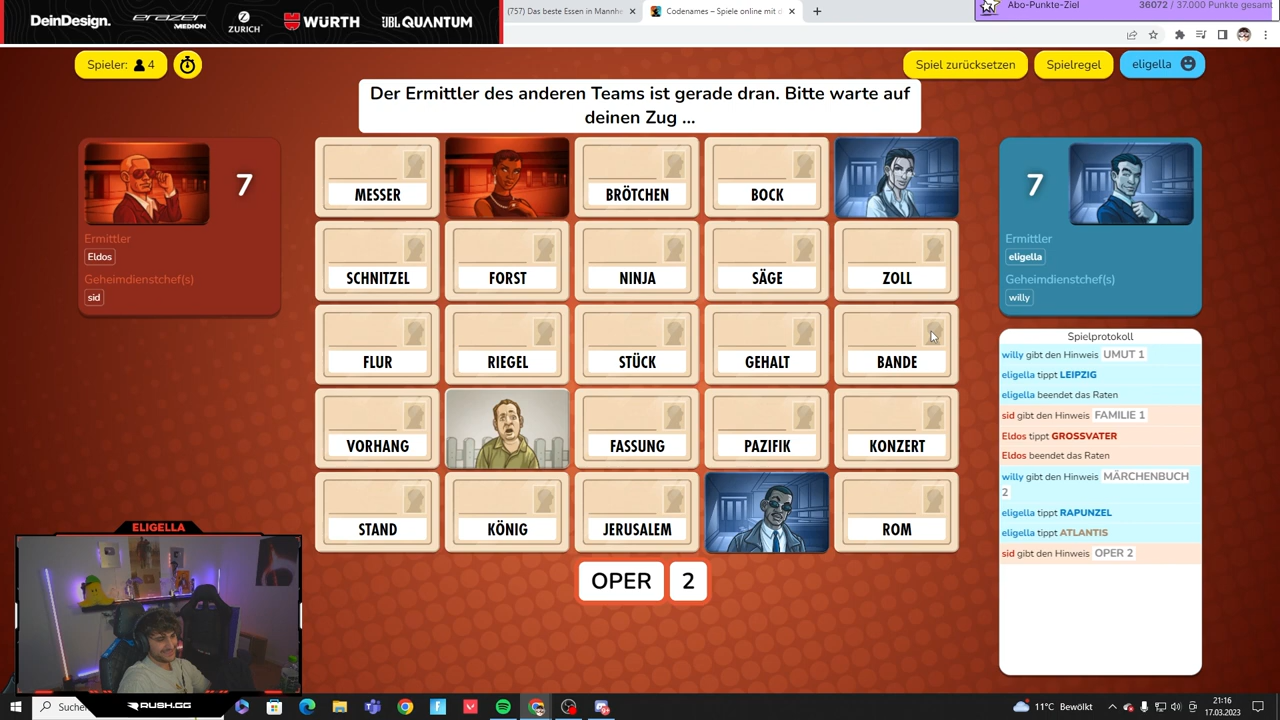 DeinDesign.
erazer
MEDION
ZURICH
WÜRTH
JBL QUANTUM
(757) Das beste Essen in Mannhe
Codenames – Spiele online mit d
Abo-Punkte-Ziel
36072 / 37.000 Punkte gesamt
Spieler: 4
Spiel zurücksetzen
Spielregel
eligella
Der Ermittler des anderen Teams ist gerade dran. Bitte warte auf
deinen Zug ...
7
Ermittler
Eldos
Geheimdienstchef(s)
sid
MESSER
BRÖTCHEN
BOCK
SCHNITZEL
FORST
NINJA
SÄGE
ZOLL
FLUR
RIEGEL
STÜCK
GEHALT
BANDE
VORHANG
FASSUNG
PAZIFIK
KONZERT
STAND
KÖNIG
JERUSALEM
ROM
OPER
2
7
Ermittler
eligella
Geheimdienstchef(s)
willy
Spielprotokoll
willy gibt den Hinweis UMUT 1
eligella tippt LEIPZIG
eligella beendet das Raten
sid gibt den Hinweis FAMILIE 1
Eldos tippt GROSSVATER
Eldos beendet das Raten
willy gibt den Hinweis MÄRCHENBUCH
2
eligella tippt RAPUNZEL
eligella tippt ATLANTIS
sid gibt den Hinweis OPER 2
ELIGELLA
RUSH.GG
Suche
11°C Bewölkt
21:16
17.03.2023